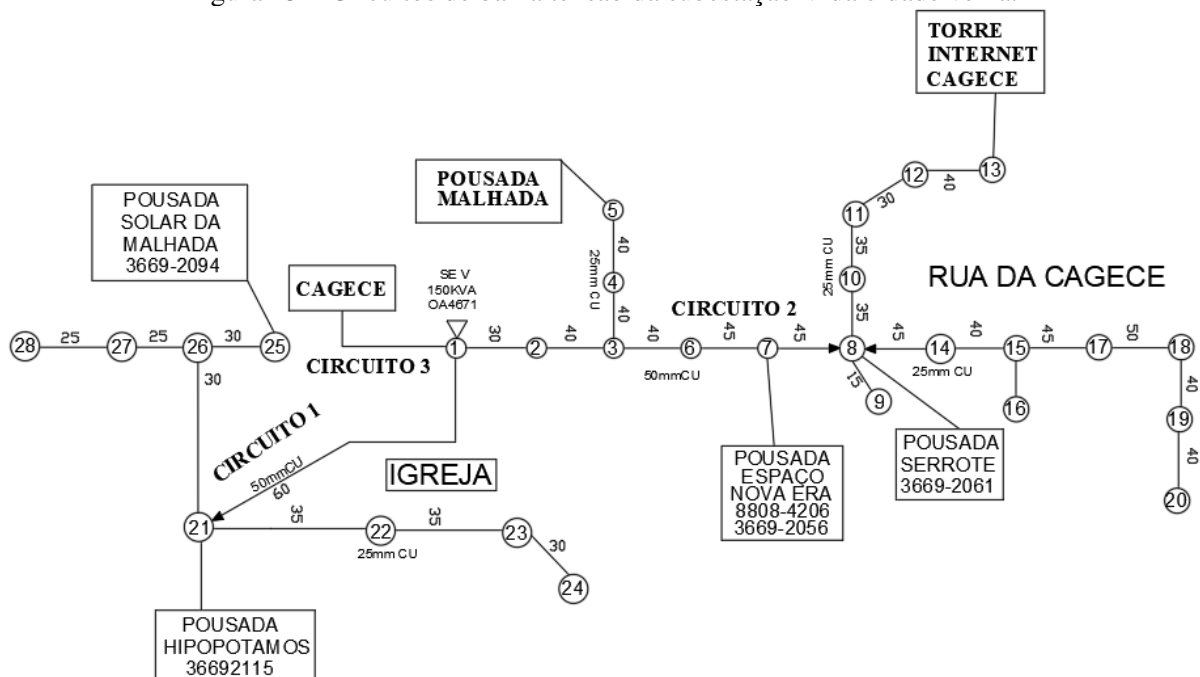 TORRE
INTERNET
CAGECE
POUSADA
SOLAR DA
MALHADA
3669-2094
POUSADA
MALHADA
5
40
25mm CU
4
40
12
40
13
30
11
35
25mm CU
10
35
RUA DA CAGECE
CAGECE
SE V
150KVA
OA4671
CIRCUITO 2
CIRCUITO 3
28
25
27
25
26
30
25
1
30
2
40
3
40
6
45
7
45
8
45
14
40
15
45
17
50
18
50mmCU
25mm CU
30
15
9
16
40
19
40
20
CIRCUITO 1
50mmCU
60
IGREJA
POUSADA
ESPAÇO
NOVA ERA
8808-4206
3669-2056
POUSADA
SERROTE
3669-2061
21
35
22
35
23
25mm CU
30
24
POUSADA
HIPOPOTAMOS
36692115